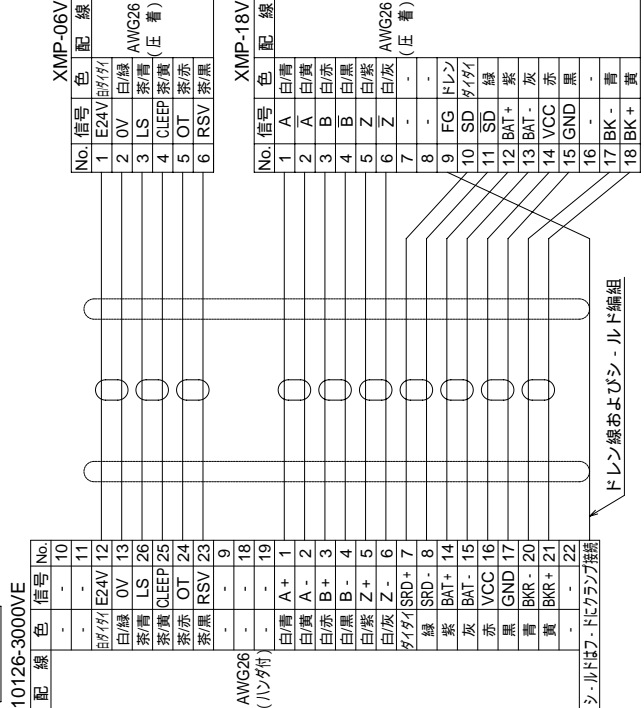 10126-3000VE
配 線 色 信号 No.
- - 10
- - 11
白/ダイダイ E24V 12
白/緑 0V 13
茶/青 LS 26
茶/黄 CLEEP 25
茶/赤 OT 24
茶/黒 RSV 23
- - 9
- - 18
- - 19
白/青 A + 1
白/黄 A - 2
白/赤 B + 3
白/黒 B - 4
白/紫 Z + 5
白/灰 Z - 6
ダイダイ SRD + 7
緑 SRD - 8
紫 BAT+ 14
灰 BAT - 15
赤 VCC 16
黒 GND 17
青 BKR - 20
黄 BKR + 21
- - 22
AWG26
(ハンダ付)
シ-ルドはフ-ドにクランプ接続
ドレン線およびシ-ルド編組
XMP-06V
No. 信号 色 配 線
1 E24V 白/ダイダイ
2 0V 白/緑
3 LS 茶/青
4 CLEEP 茶/黄
5 OT 茶/赤
6 RSV 茶/黒
AWG26
(圧 着)
XMP-18V
No. 信号 色 配 線
1 A 白/青
2 A̅ 白/黄
3 B 白/赤
4 B̅ 白/黒
5 Z 白/紫
6 Z̅ 白/灰
7 - -
8 - -
9 FG ドレン
10 SD ダイダイ
11 S̅D̅ 緑
12 BAT + 紫
13 BAT - 灰
14 VCC 赤
15 GND 黒
16 - -
17 BK - 青
18 BK + 黄
AWG26
(圧 着)